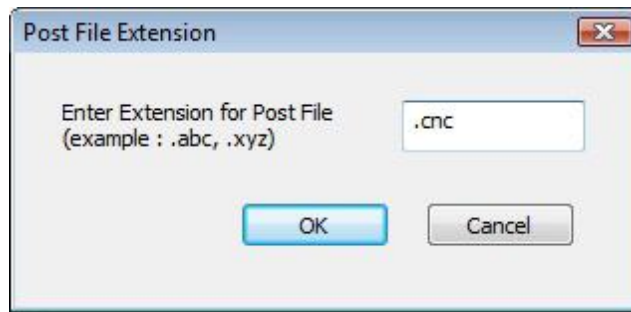 Post File Extension
Enter Extension for Post File
(example : .abc, .xyz)
.cnc
OK
Cancel